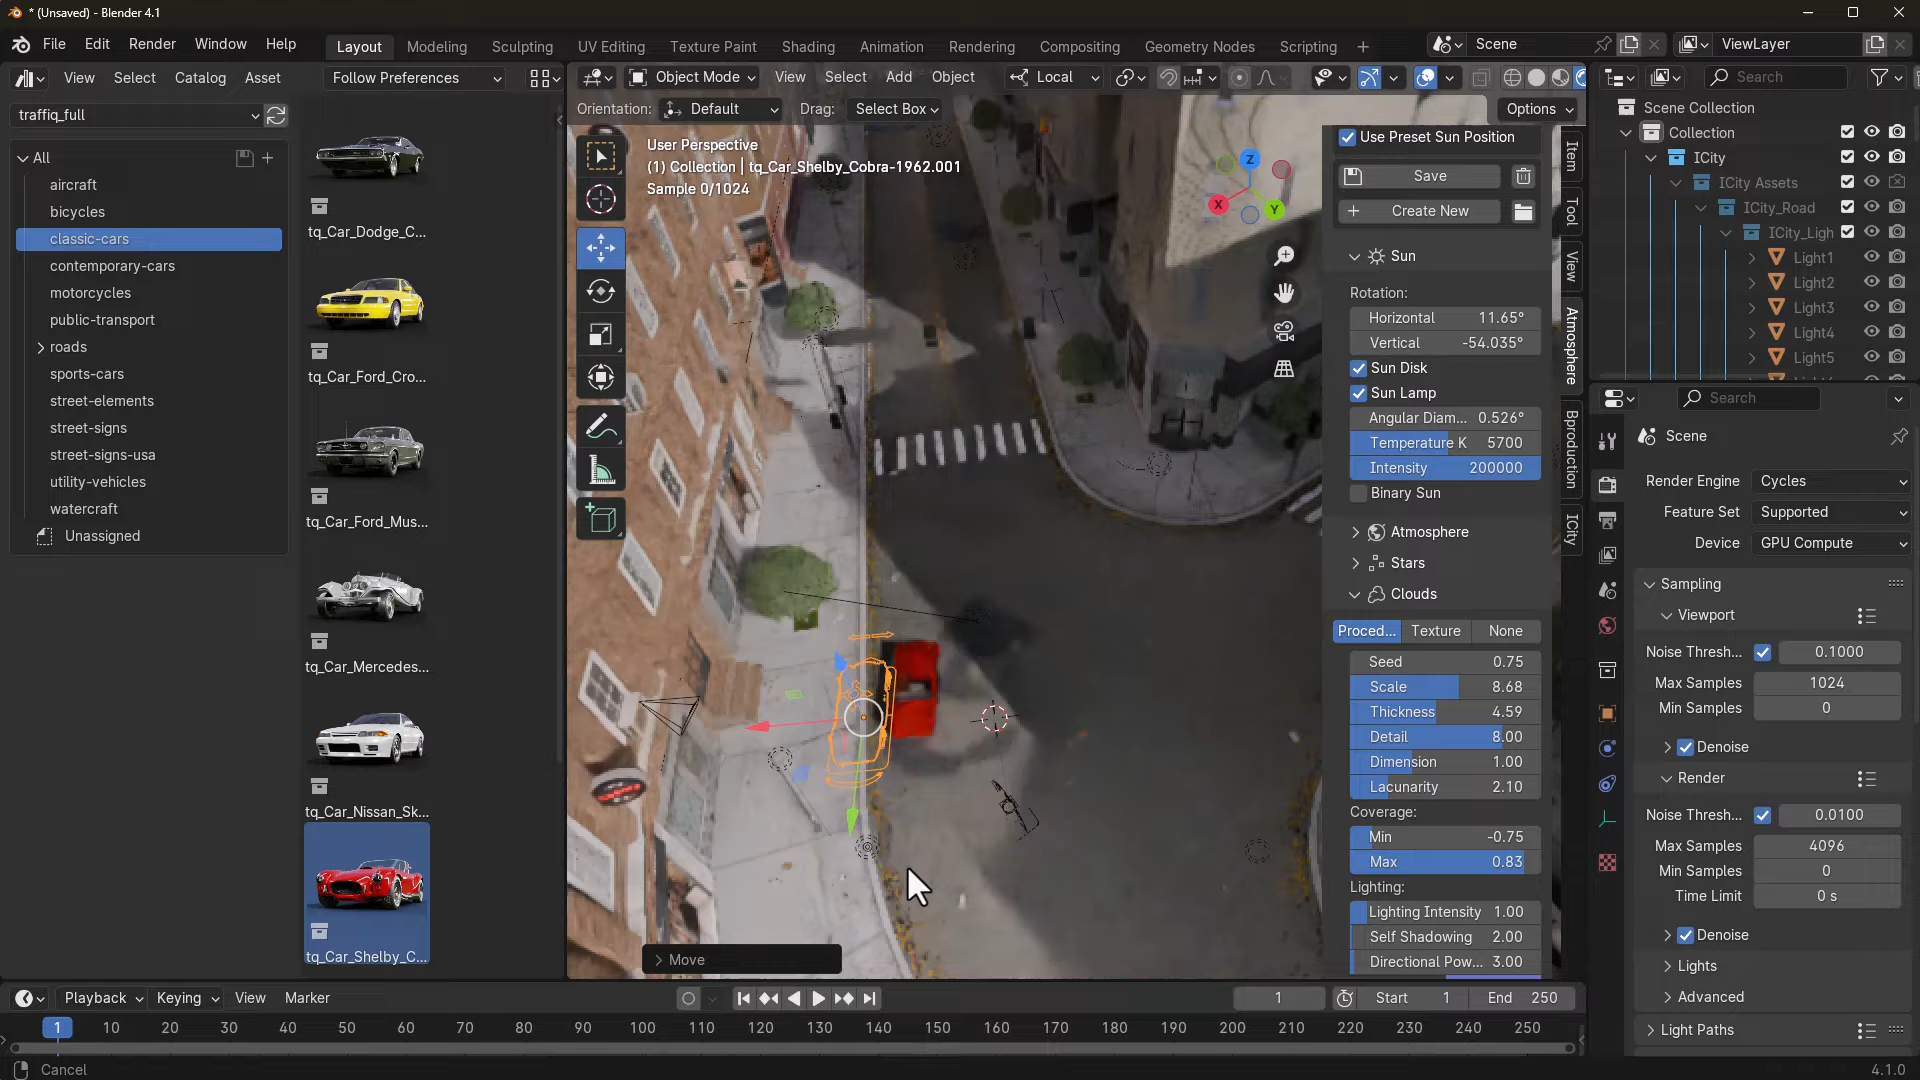 * (Unsaved) - Blender 4.1
File Edit Render Window Help
Layout Modeling Sculpting UV Editing Texture Paint Shading Animation Rendering Compositing Geometry Nodes Scripting +
Scene
ViewLayer
View Select Catalog Asset
Follow Preferences
Object Mode View Select Add Object
Local
Search
traffiq_full
Orientation: Default Drag: Select Box
Options
All
aircraft
bicycles
classic-cars
contemporary-cars
motorcycles
public-transport
roads
sports-cars
street-elements
street-signs
street-signs-usa
utility-vehicles
watercraft
Unassigned
tq_Car_Dodge_C...
tq_Car_Ford_Cro...
tq_Car_Ford_Mus...
tq_Car_Mercedes...
tq_Car_Nissan_Sk...
tq_Car_Shelby_C...
User Perspective
(1) Collection | tq_Car_Shelby_Cobra-1962.001
Sample 0/1024
Z
X
Y
Move
Use Preset Sun Position
Save
Create New
Sun
Rotation:
Horizontal 11.65°
Vertical -54.035°
Sun Disk
Sun Lamp
Angular Diam... 0.526°
Temperature K 5700
Intensity 200000
Binary Sun
Atmosphere
Stars
Clouds
Proced... Texture None
Seed 0.75
Scale 8.68
Thickness 4.59
Detail 8.00
Dimension 1.00
Lacunarity 2.10
Coverage:
Min -0.75
Max 0.83
Lighting:
Lighting Intensity 1.00
Self Shadowing 2.00
Directional Pow... 3.00
Item
Tool
View
Atmosphere
Bproduction
ICity
Scene Collection
Collection
ICity
ICity Assets
ICity_Road
ICity_Ligh
Light1
Light2
Light3
Light4
Light5
Search
Scene
Render Engine Cycles
Feature Set Supported
Device GPU Compute
Sampling
Viewport
Noise Thresh... 0.1000
Max Samples 1024
Min Samples 0
Denoise
Render
Noise Thresh... 0.0100
Max Samples 4096
Min Samples 0
Time Limit 0 s
Denoise
Lights
Advanced
Light Paths
Playback Keying View Marker
1
Start 1
End 250
1 10 20 30 40 50 60 70 80 90 100 110 120 130 140 150 160 170 180 190 200 210 220 230 240 250
Cancel
4.1.0